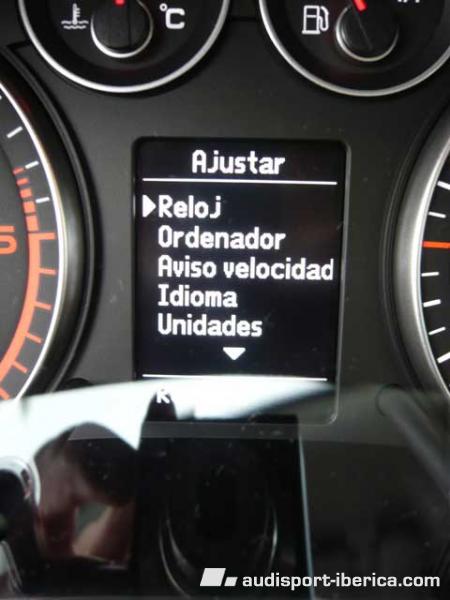 °C
Ajustar
Reloj
Ordenador
Aviso velocidad
Idioma
Unidades
audisport-iberica.com